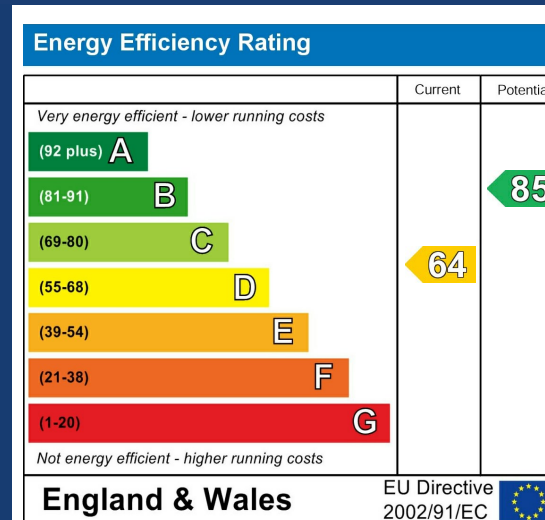 Energy Efficiency Rating
Current Potentia
Very energy efficient - lower running costs
(92 plus) A
(81-91) B
85
(69-80) C
64
(55-68) D
(39-54) E
(21-38) F
(1-20) G
Not energy efficient - higher running costs
England & Wales
EU Directive
2002/91/EC